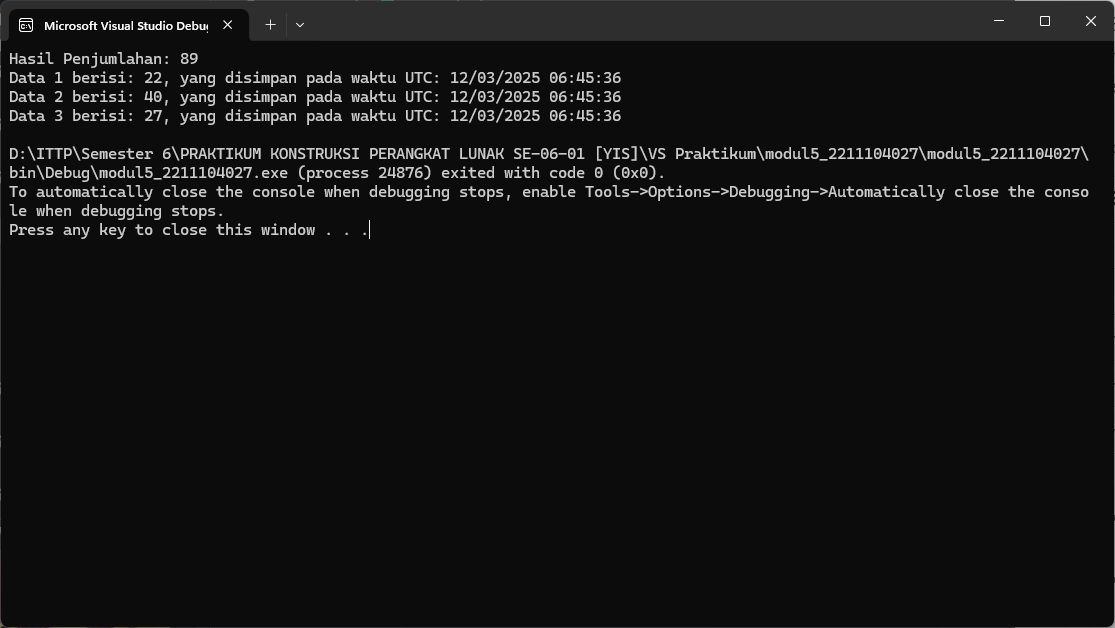 Microsoft Visual Studio Debug
Hasil Penjumlahan: 89
Data 1 berisi: 22, yang disimpan pada waktu UTC: 12/03/2025 06:45:36
Data 2 berisi: 40, yang disimpan pada waktu UTC: 12/03/2025 06:45:36
Data 3 berisi: 27, yang disimpan pada waktu UTC: 12/03/2025 06:45:36
D:\ITTP\Semester 6\PRAKTIKUM KONSTRUKSI PERANGKAT LUNAK SE-06-01 [YIS]\VS Praktikum\modul5_2211104027\modul5_2211104027\
bin\Debug\modul5_2211104027.exe (process 24876) exited with code 0 (0x0).
To automatically close the console when debugging stops, enable Tools->Options->Debugging->Automatically close the conso
le when debugging stops.
Press any key to close this window . . .